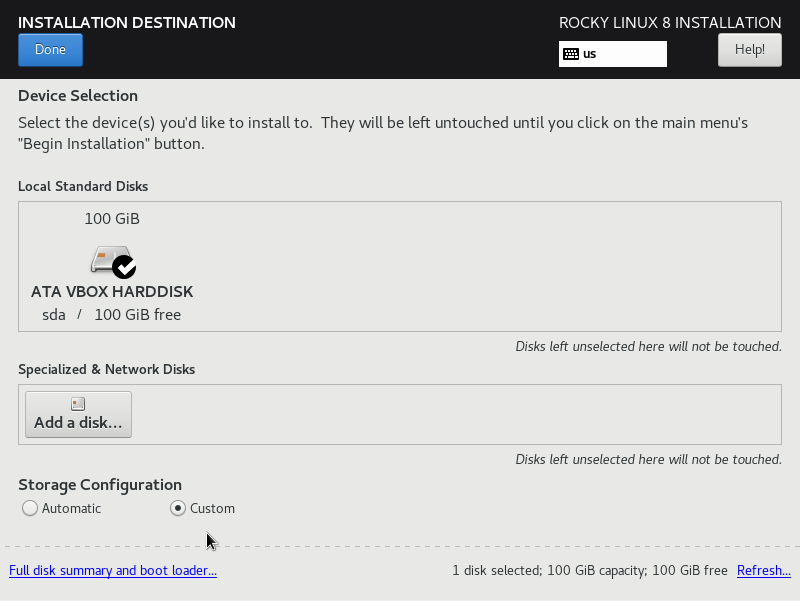 INSTALLATION DESTINATION
ROCKY LINUX 8 INSTALLATION
Done
us
Help!
Device Selection
Select the device(s) you'd like to install to.  They will be left untouched until you click on the main menu's
"Begin Installation" button.
Local Standard Disks
100 GiB
ATA VBOX HARDDISK
sda / 100 GiB free
Disks left unselected here will not be touched.
Specialized & Network Disks
Add a disk...
Disks left unselected here will not be touched.
Storage Configuration
Automatic
Custom
Full disk summary and boot loader...
1 disk selected; 100 GiB capacity; 100 GiB free
Refresh...